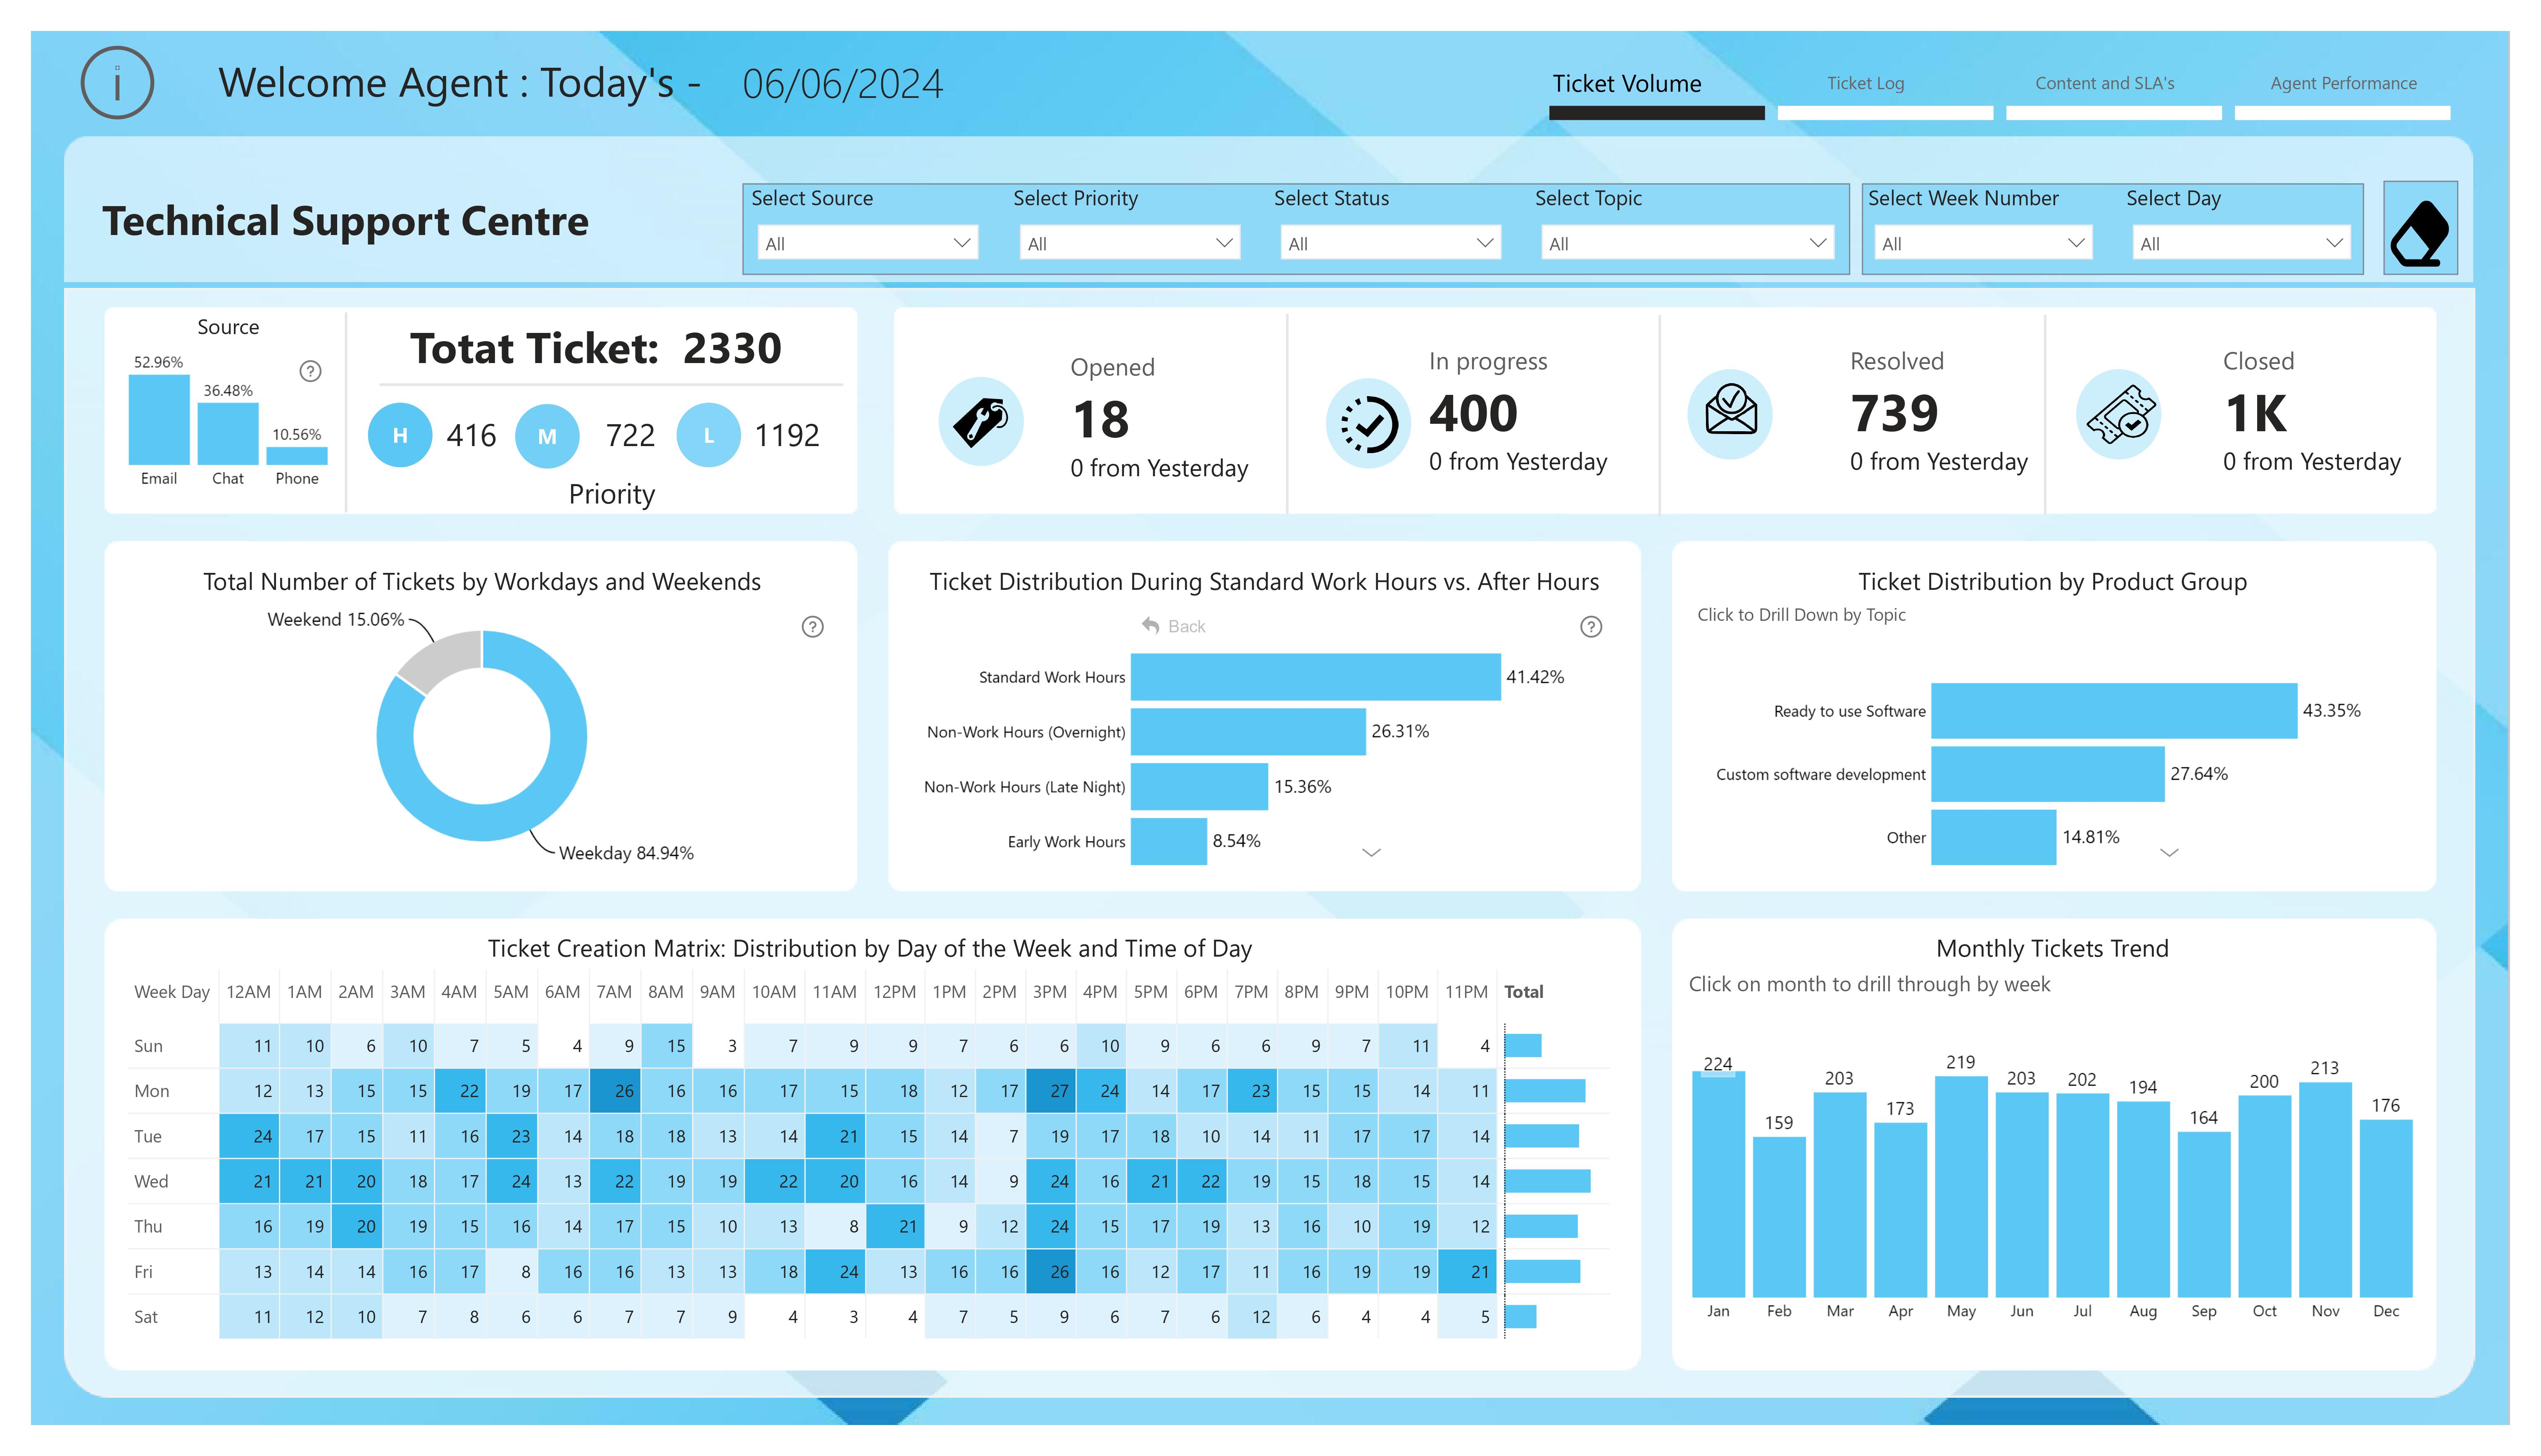 i
Welcome Agent : Today's - 06/06/2024
Ticket Volume
Ticket Log
Content and SLA's
Agent Performance
Technical Support Centre
Select Source
All
Select Priority
All
Select Status
All
Select Topic
All
Select Week Number
All
Select Day
All
Source
?
52.96%
36.48%
10.56%
Email Chat Phone
Totat Ticket: 2330
H 416 M 722 L 1192
Priority
Opened
18
0 from Yesterday
In progress
400
0 from Yesterday
Resolved
739
0 from Yesterday
Closed
1K
0 from Yesterday
Total Number of Tickets by Workdays and Weekends
?
Weekend 15.06%
Weekday 84.94%
Ticket Distribution During Standard Work Hours vs. After Hours
Back
?
Standard Work Hours 41.42%
Non-Work Hours (Overnight) 26.31%
Non-Work Hours (Late Night) 15.36%
Early Work Hours 8.54%
Ticket Distribution by Product Group
Click to Drill Down by Topic
Ready to use Software 43.35%
Custom software development 27.64%
Other 14.81%
Ticket Creation Matrix: Distribution by Day of the Week and Time of Day
Week Day 12AM 1AM 2AM 3AM 4AM 5AM 6AM 7AM 8AM 9AM 10AM 11AM 12PM 1PM 2PM 3PM 4PM 5PM 6PM 7PM 8PM 9PM 10PM 11PM Total
Sun 11 10 6 10 7 5 4 9 15 3 7 9 9 7 6 6 10 9 6 6 9 7 11 4
Mon 12 13 15 15 22 19 17 26 16 16 17 15 18 12 17 27 24 14 17 23 15 15 14 11
Tue 24 17 15 11 16 23 14 18 18 13 14 21 15 14 7 19 17 18 10 14 11 17 17 14
Wed 21 21 20 18 17 24 13 22 19 19 22 20 16 14 9 24 16 21 22 19 15 18 15 14
Thu 16 19 20 19 15 16 14 17 15 10 13 8 21 9 12 24 15 17 19 13 16 10 19 12
Fri 13 14 14 16 17 8 16 16 13 13 18 24 13 16 16 26 16 12 17 11 16 19 19 21
Sat 11 12 10 7 8 6 6 7 7 9 4 3 4 7 5 9 6 7 6 12 6 4 4 5
Monthly Tickets Trend
Click on month to drill through by week
224 159 203 173 219 203 202 194 164 200 213 176
Jan Feb Mar Apr May Jun Jul Aug Sep Oct Nov Dec